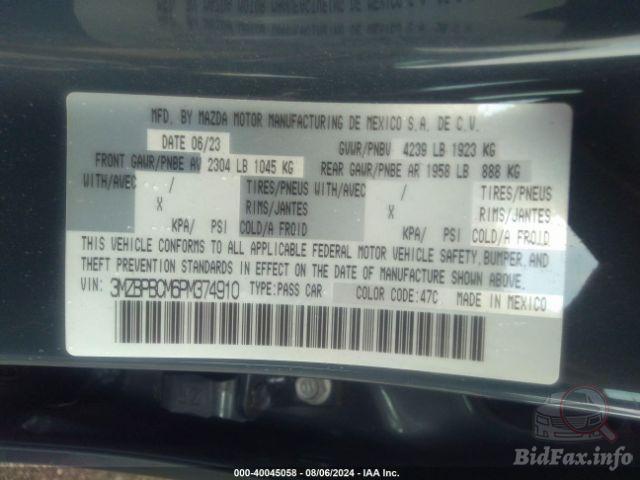 MFD. BY MAZDA MOTOR MANUFACTURING DE MEXICO S.A. DE C.V.
DATE 06/23 GVWR/PNBV 4239 LB 1923 KG
FRONT GAWR/PNBE AV 2304 LB 1045 KG REAR GAWR/PNBE AR 1958 LB 888 KG
WITH/AVEC / TIRES/PNEUS WITH/AVEC / TIRES/PNEUS
X RIMS/JANTES X RIMS/JANTES
KPA/ PSI COLD/A FROID KPA/ PSI COLD/A FROID
THIS VEHICLE CONFORMS TO ALL APPLICABLE FEDERAL MOTOR VEHICLE SAFETY, BUMPER, AND
THEFT PREVENTION STANDARDS IN EFFECT ON THE DATE OF MANUFACTURE SHOWN ABOVE.
VIN: 3MZBPBCM6PM374910 TYPE:PASS CAR COLOR CODE:47C MADE IN MEXICO
000-40045058 - 08/06/2024 - IAA Inc.
BidFax.info